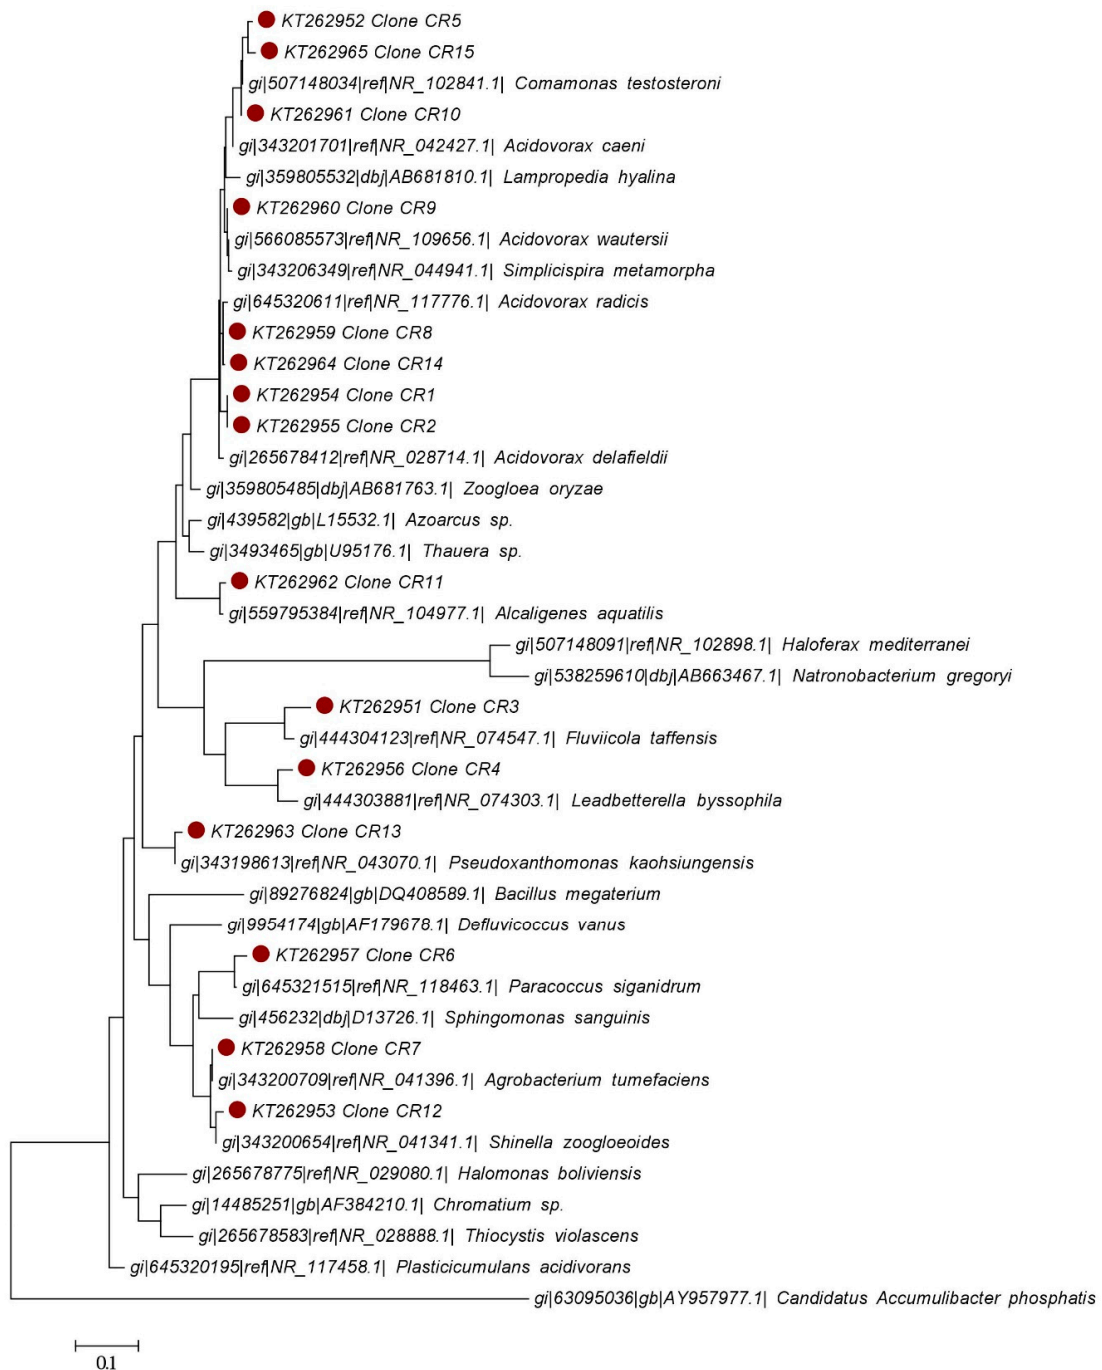 KT262952 Clone CR5
KT262965 Clone CR15
gi|507148034|ref|NR_102841.1| Comamonas testosteroni
KT262961 Clone CR10
gi|343201701|ref|NR_042427.1| Acidovorax caeni
gi|359805532|dbj|AB681810.1| Lampropedia hyalina
KT262960 Clone CR9
gi|566085573|ref|NR_109656.1| Acidovorax wautersii
gi|343206349|ref|NR_044941.1| Simplicispira metamorpha
gi|645320611|ref|NR_117776.1| Acidovorax radicis
KT262959 Clone CR8
KT262964 Clone CR14
KT262954 Clone CR1
KT262955 Clone CR2
gi|265678412|ref|NR_028714.1| Acidovorax delafieldii
gi|359805485|dbj|AB681763.1| Zoogloea oryzae
gi|439582|gb|L15532.1| Azoarcus sp.
gi|3493465|gb|U95176.1| Thauera sp.
KT262962 Clone CR11
gi|559795384|ref|NR_104977.1| Alcaligenes aquatilis
gi|507148091|ref|NR_102898.1| Haloferax mediterranei
gi|538259610|dbj|AB663467.1| Natronobacterium gregoryi
KT262951 Clone CR3
gi|444304123|ref|NR_074547.1| Fluviicola taffensis
KT262956 Clone CR4
gi|444303881|ref|NR_074303.1| Leadbetterella byssophila
KT262963 Clone CR13
gi|343198613|ref|NR_043070.1| Pseudoxanthomonas kaohsiungensis
gi|89276824|gb|DQ408589.1| Bacillus megaterium
gi|9954174|gb|AF179678.1| Defluvicoccus vanus
KT262957 Clone CR6
gi|645321515|ref|NR_118463.1| Paracoccus siganidrum
gi|456232|dbj|D13726.1| Sphingomonas sanguinis
KT262958 Clone CR7
gi|343200709|ref|NR_041396.1| Agrobacterium tumefaciens
KT262953 Clone CR12
gi|343200654|ref|NR_041341.1| Shinella zoogloeoides
gi|265678775|ref|NR_029080.1| Halomonas boliviensis
gi|14485251|gb|AF384210.1| Chromatium sp.
gi|265678583|ref|NR_028888.1| Thiocystis violascens
gi|645320195|ref|NR_117458.1| Plasticicumulans acidivorans
gi|63095036|gb|AY957977.1| Candidatus Accumulibacter phosphatis
0.1